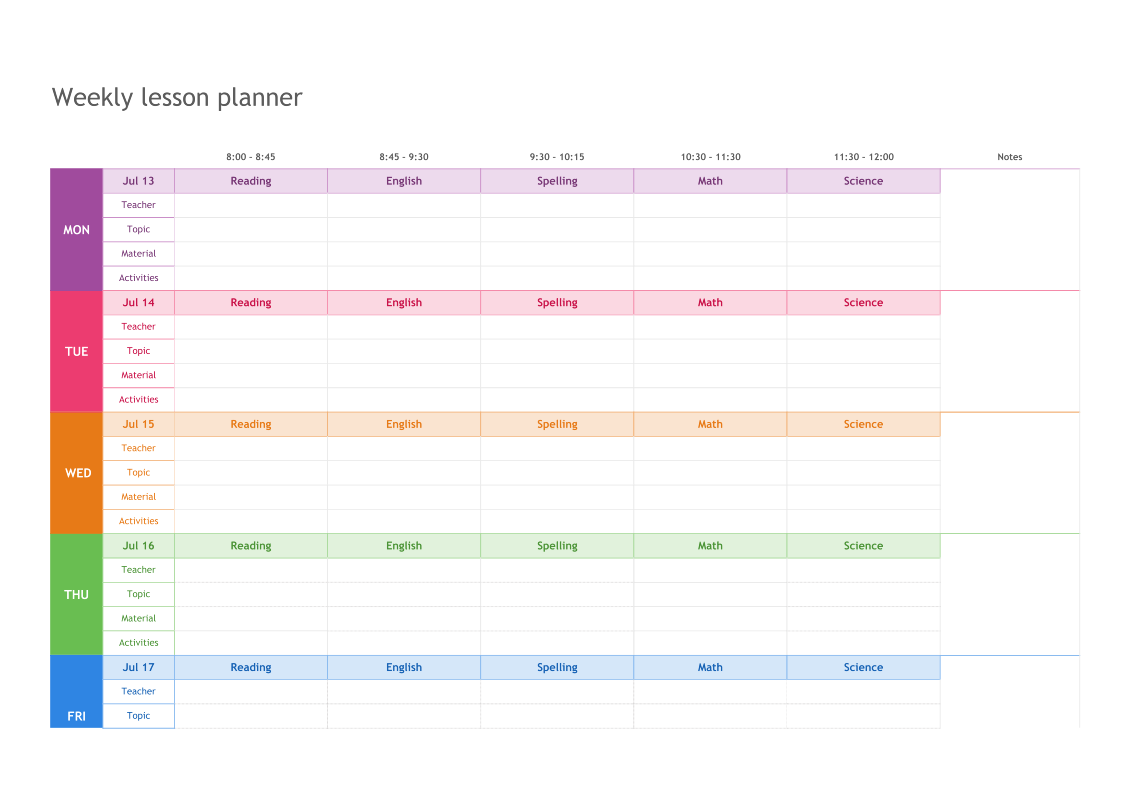 Weekly lesson planner
8:00 - 8:45 8:45 - 9:30 9:30 - 10:15 10:30 - 11:30 11:30 - 12:00 Notes
Jul 13 Reading English Spelling Math Science
Teacher
MON Topic
Material
Activities
Jul 14 Reading English Spelling Math Science
Teacher
TUE Topic
Material
Activities
Jul 15 Reading English Spelling Math Science
Teacher
WED Topic
Material
Activities
Jul 16 Reading English Spelling Math Science
Teacher
THU Topic
Material
Activities
Jul 17 Reading English Spelling Math Science
Teacher
FRI Topic